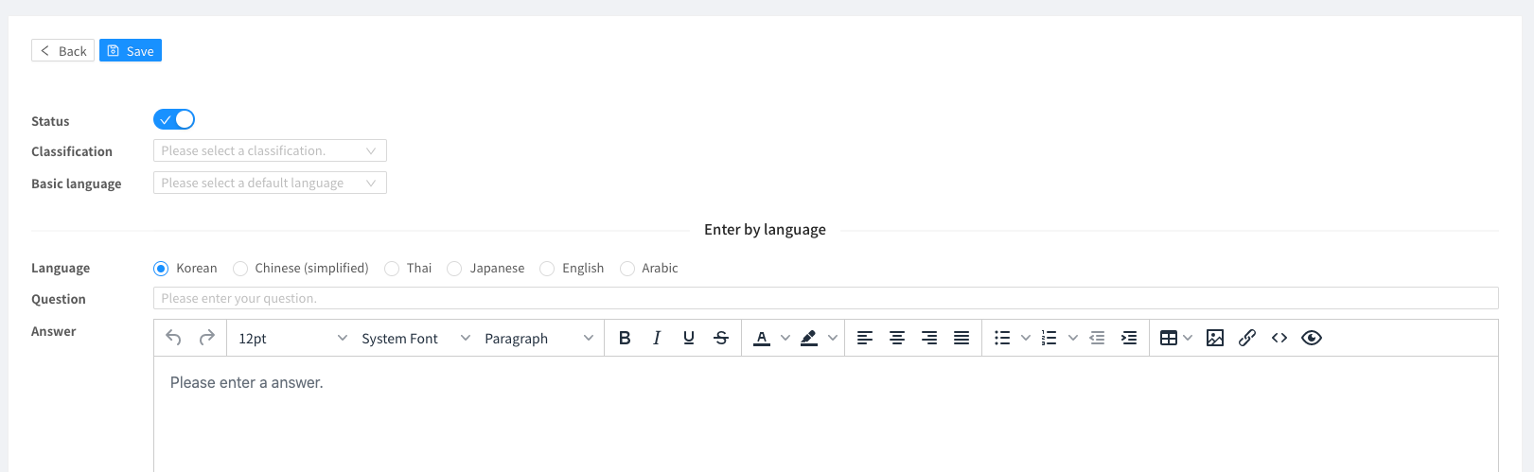 Back Save
Status
Classification Please select a classification.
Basic language Please select a default language
Enter by language
Language Korean Chinese (simplified) Thai Japanese English Arabic
Question Please enter your question.
Answer 12pt System Font Paragraph B I U S A
Please enter a answer.